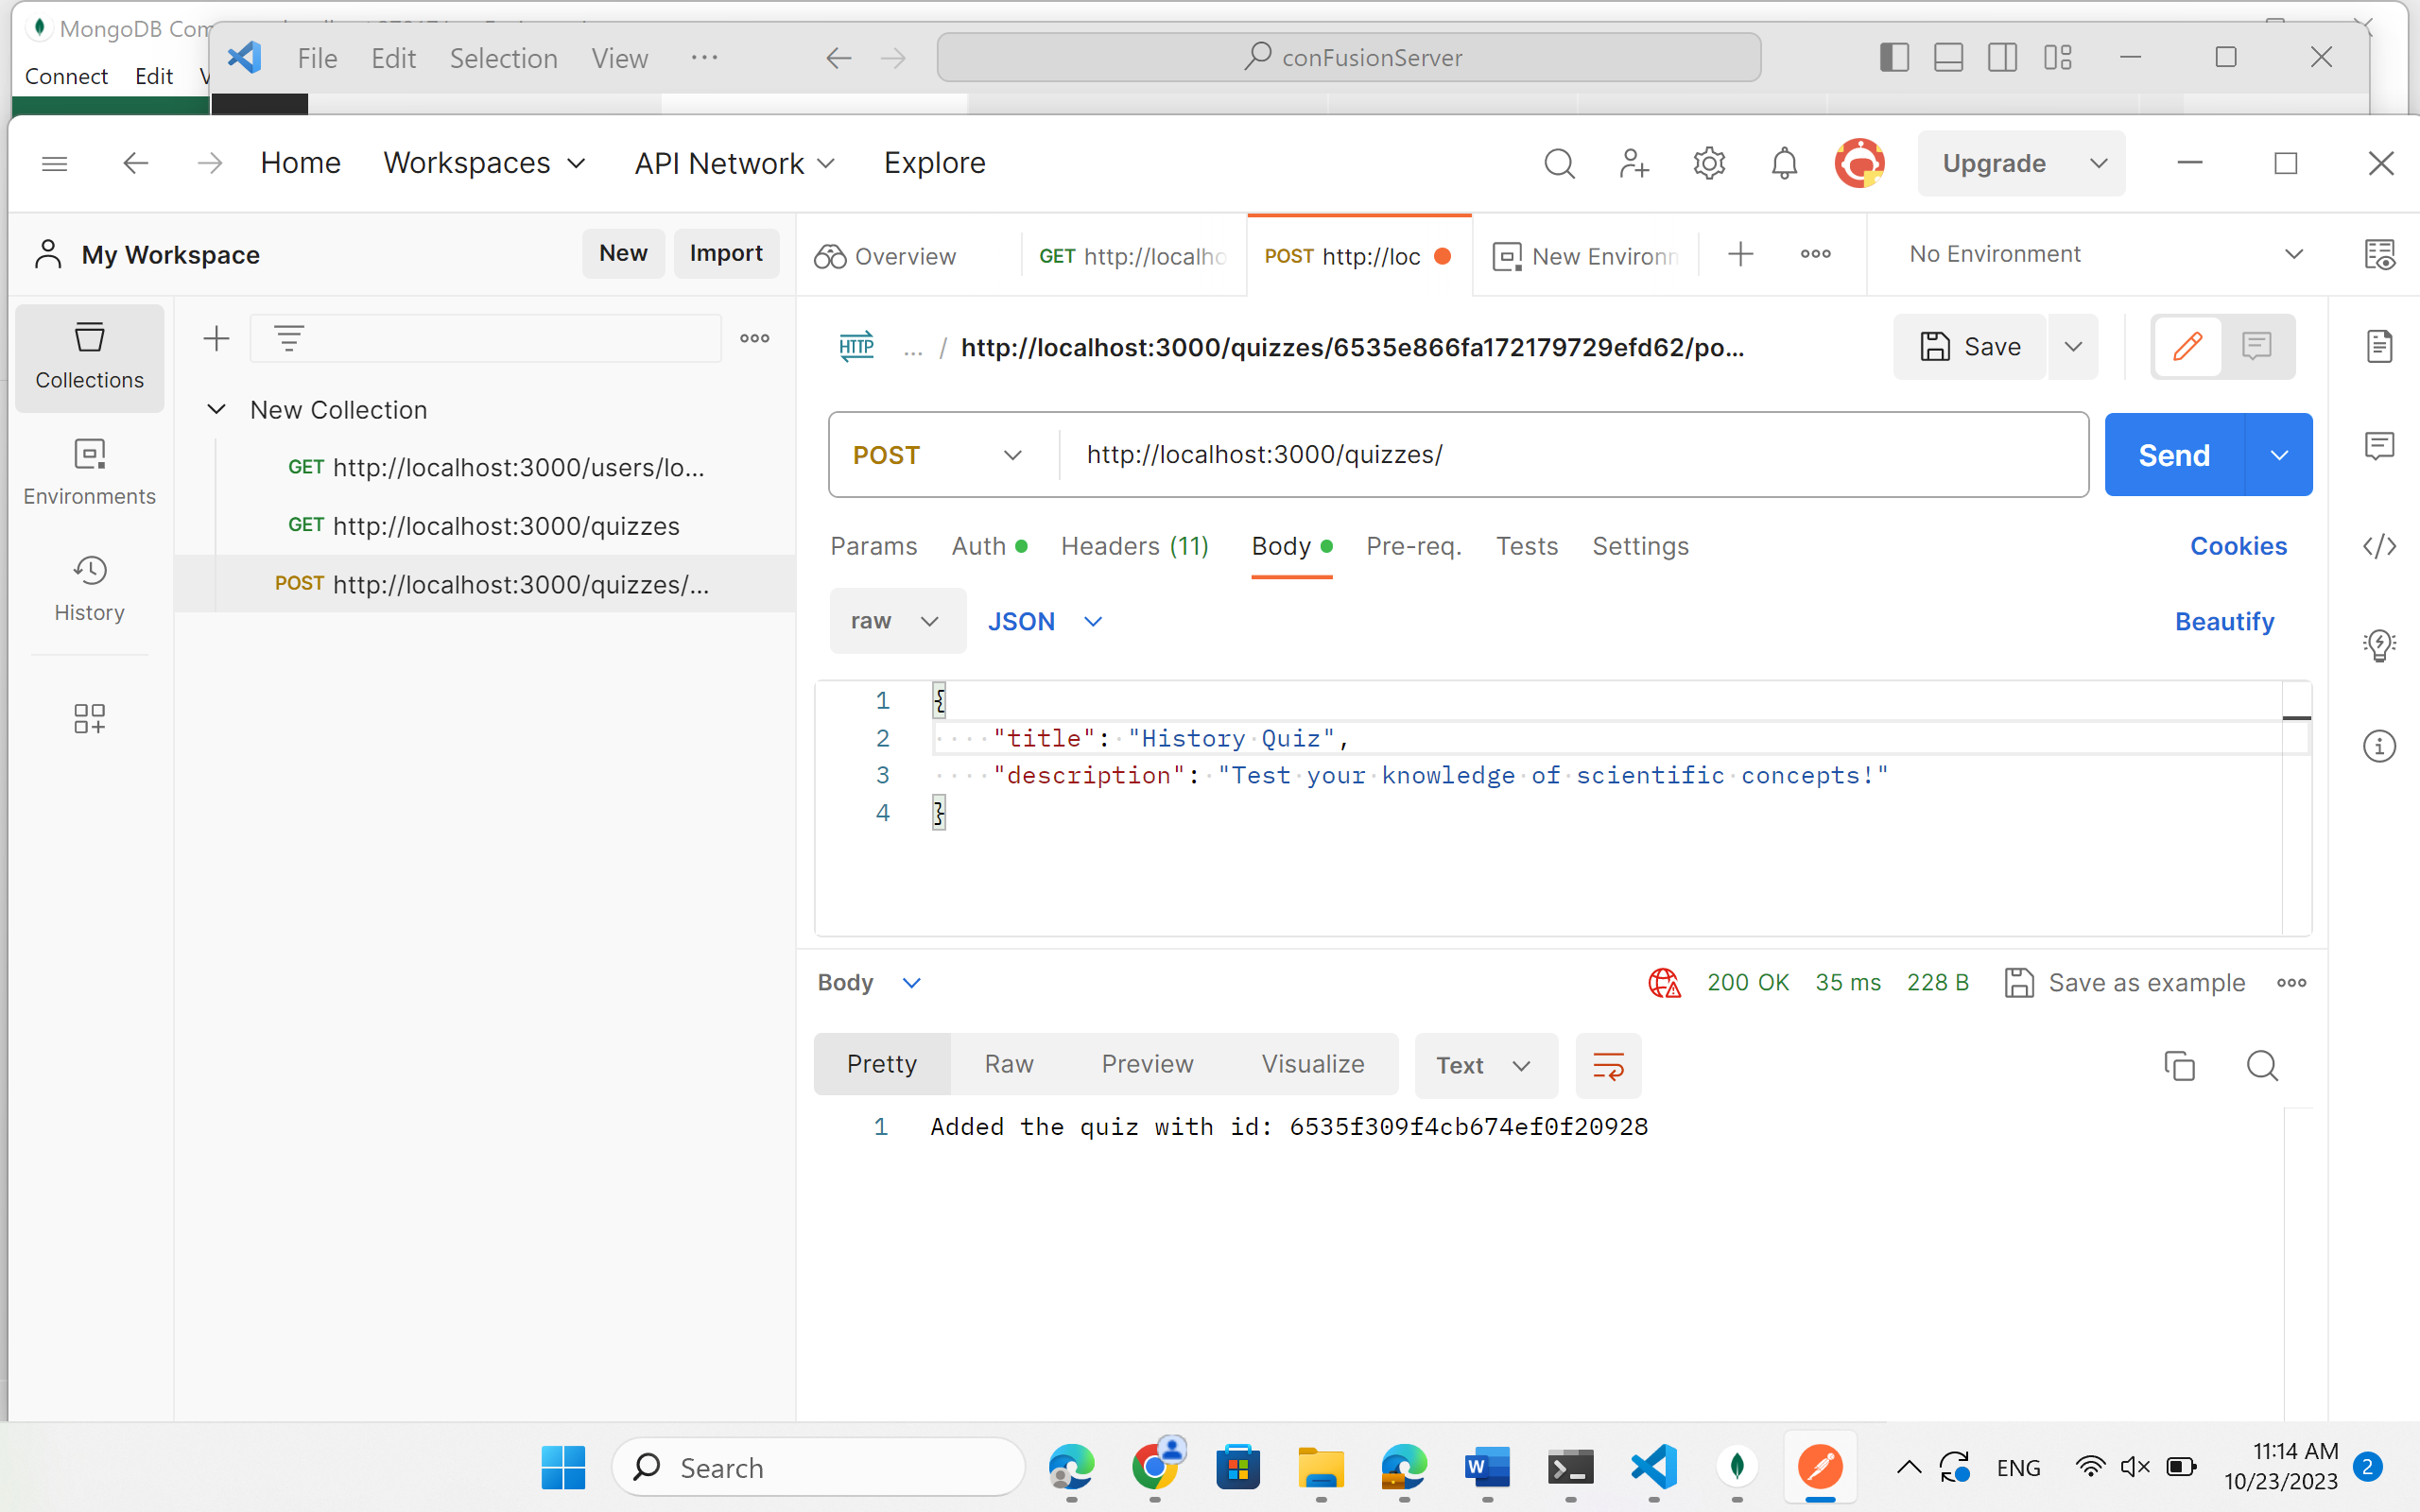 MongoDB Com
Connect Edit V
File Edit Selection View ... conFusionServer
Home Workspaces API Network Explore Upgrade
My Workspace New Import
Overview GET http://localho POST http://loc New Environm No Environment
Collections
Environments
History
New Collection
GET http://localhost:3000/users/lo...
GET http://localhost:3000/quizzes
POST http://localhost:3000/quizzes/...
HTTP ... / http://localhost:3000/quizzes/6535e866fa172179729efd62/po... Save
POST http://localhost:3000/quizzes/ Send
Params Auth Headers (11) Body Pre-req. Tests Settings Cookies
raw JSON Beautify
1 {
2 "title": "History Quiz",
3 "description": "Test your knowledge of scientific concepts!"
4 }
Body 200 OK 35 ms 228 B Save as example
Pretty Raw Preview Visualize Text
1 Added the quiz with id: 6535f309f4cb674ef0f20928
Search ENG 11:14 AM 2
10/23/2023